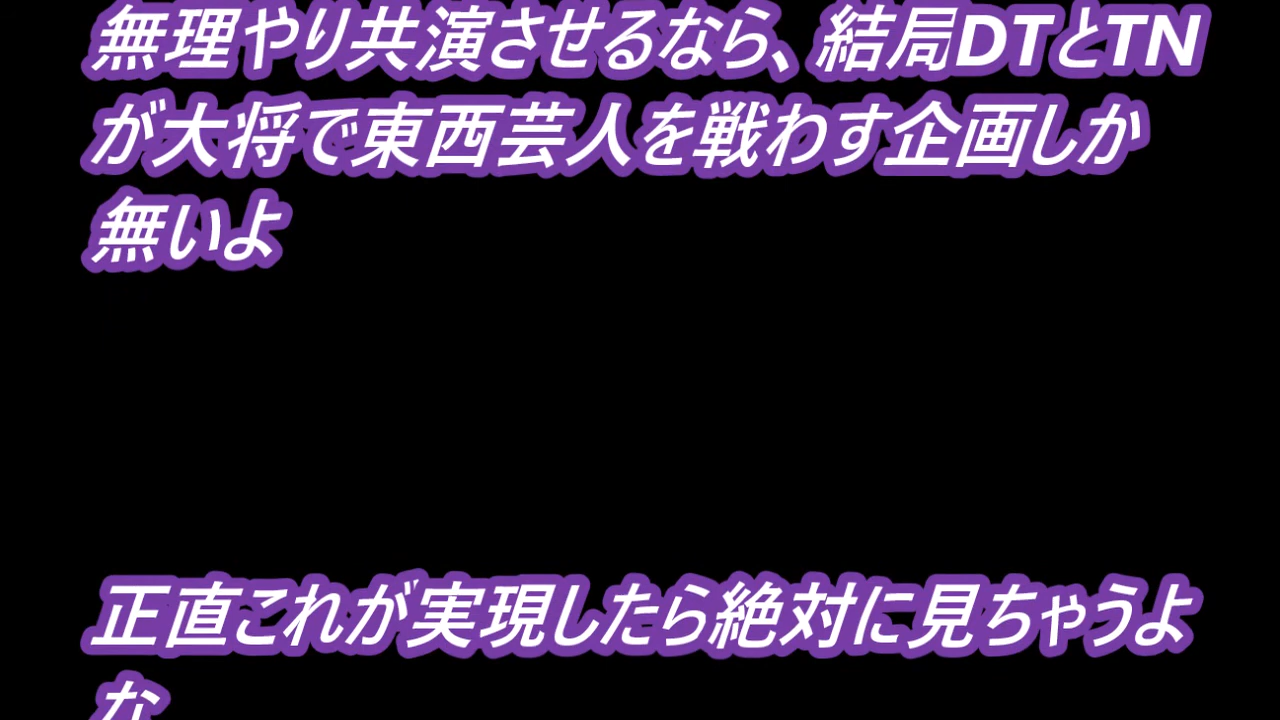 無理やり共演させるなら、結局DTとTN
が大将で東西芸人を戦わす企画しか
無いよ
正直これが実現したら絶対に見ちゃうよ
な